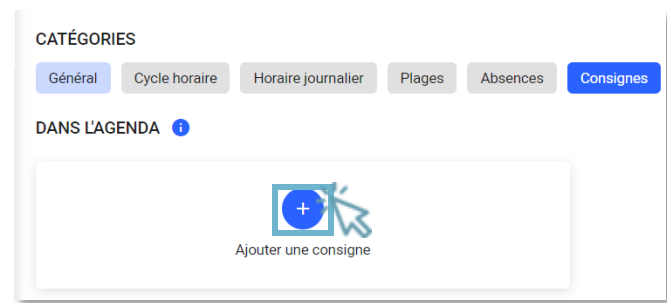 CATÉGORIES
Général Cycle horaire Horaire journalier Plages Absences Consignes
DANS L'AGENDA i
+
Ajouter une consigne